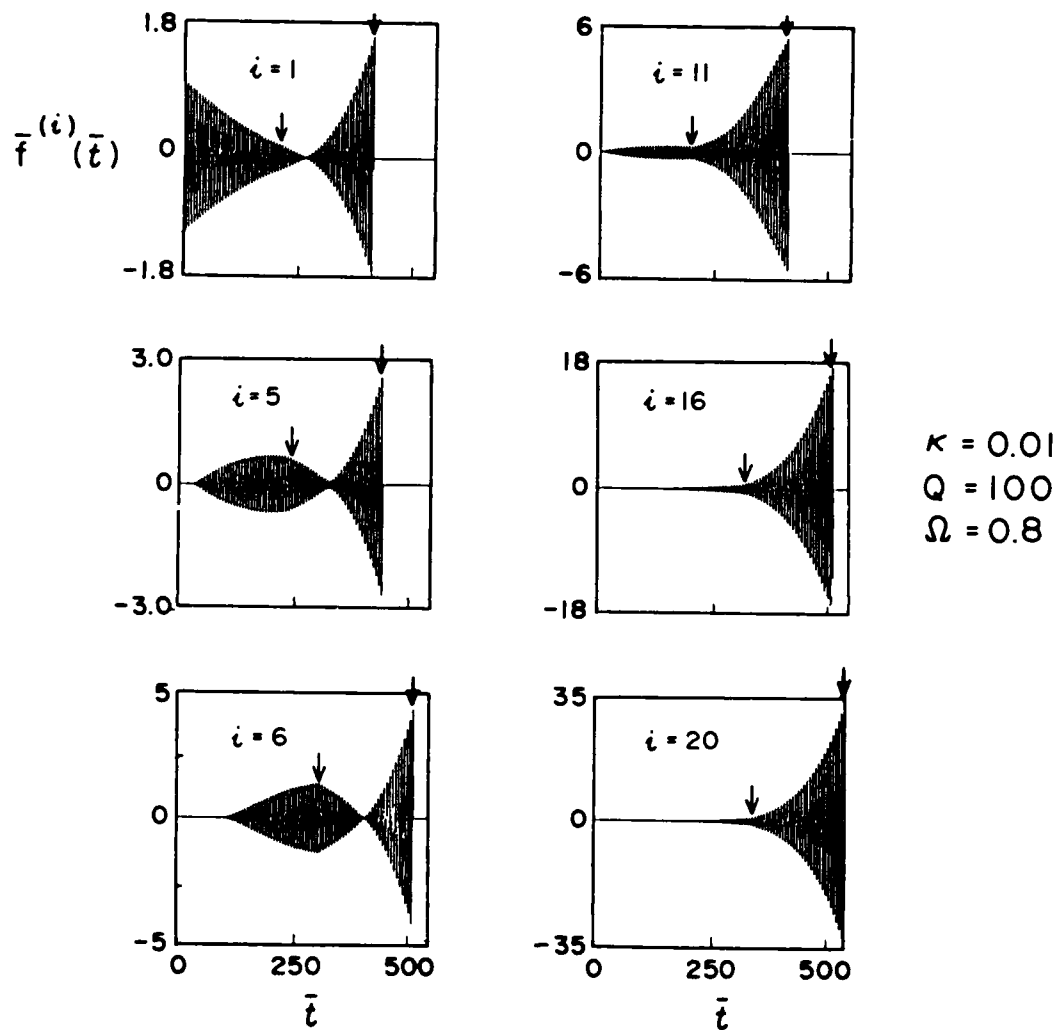 1.8
i = 1
f̄ ⁽ⁱ⁾(t̄)
0
-1.8
6
i = 11
0
-6
3.0
i = 5
0
-3.0
18
i = 16
0
-18
κ = 0.01
Q = 100
Ω = 0.8
5
i = 6
0
-5
0 250 500
t̄
35
i = 20
0
-35
0 250 500
t̄